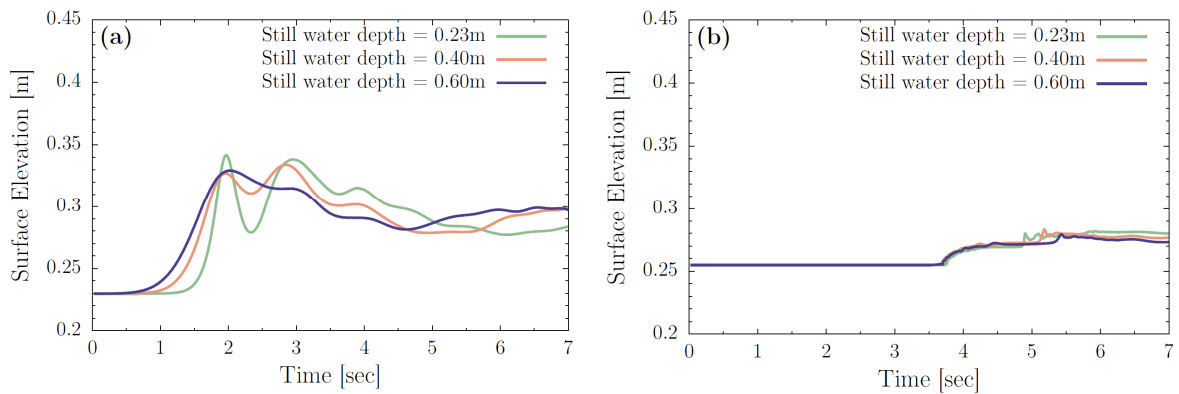 (a)
Still water depth = 0.23m
Still water depth = 0.40m
Still water depth = 0.60m
Surface Elevation [m]
0.45
0.4
0.35
0.3
0.25
0.2
0 1 2 3 4 5 6 7
Time [sec]
(b)
Still water depth = 0.23m
Still water depth = 0.40m
Still water depth = 0.60m
Surface Elevation [m]
0.45
0.4
0.35
0.3
0.25
0.2
0 1 2 3 4 5 6 7
Time [sec]